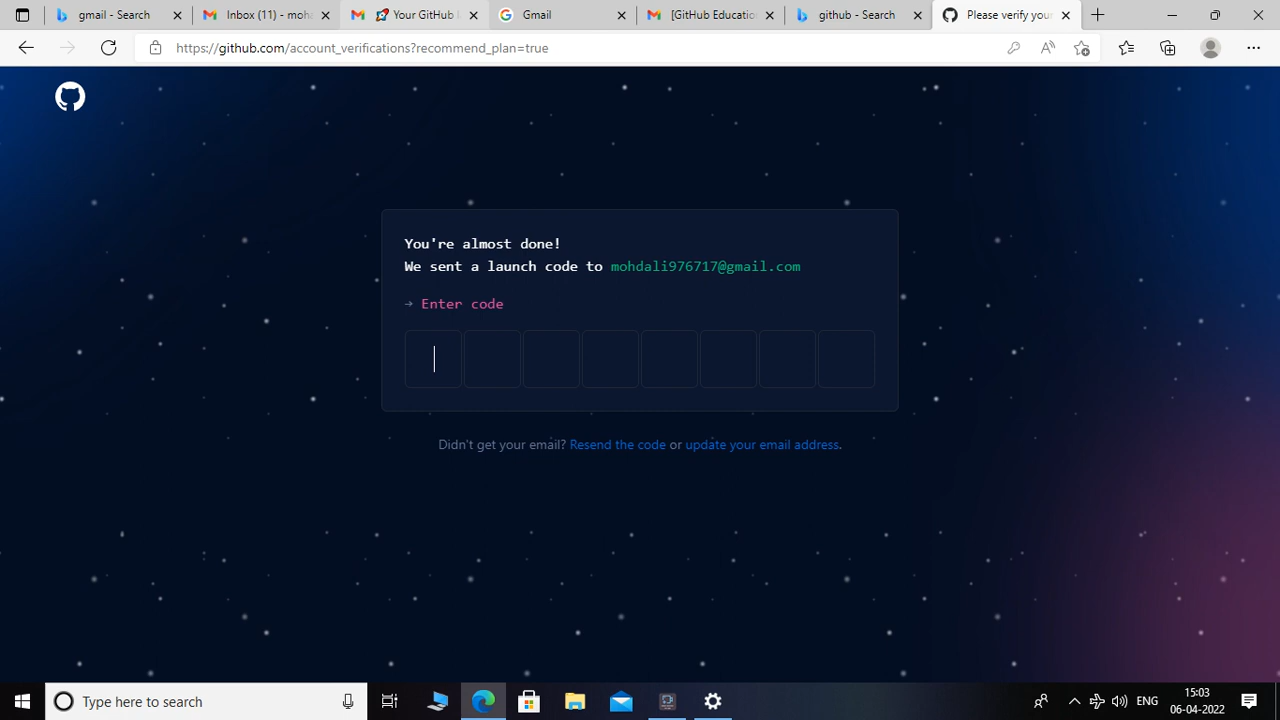 gmail - Search
Inbox (11) - moha
🚀 Your GitHub l
Gmail
[GitHub Education
github - Search
Please verify your
https://github.com/account_verifications?recommend_plan=true
You're almost done!
We sent a launch code to mohdali976717@gmail.com
→ Enter code
Didn't get your email? Resend the code or update your email address.
Type here to search
ENG
15:03
06-04-2022